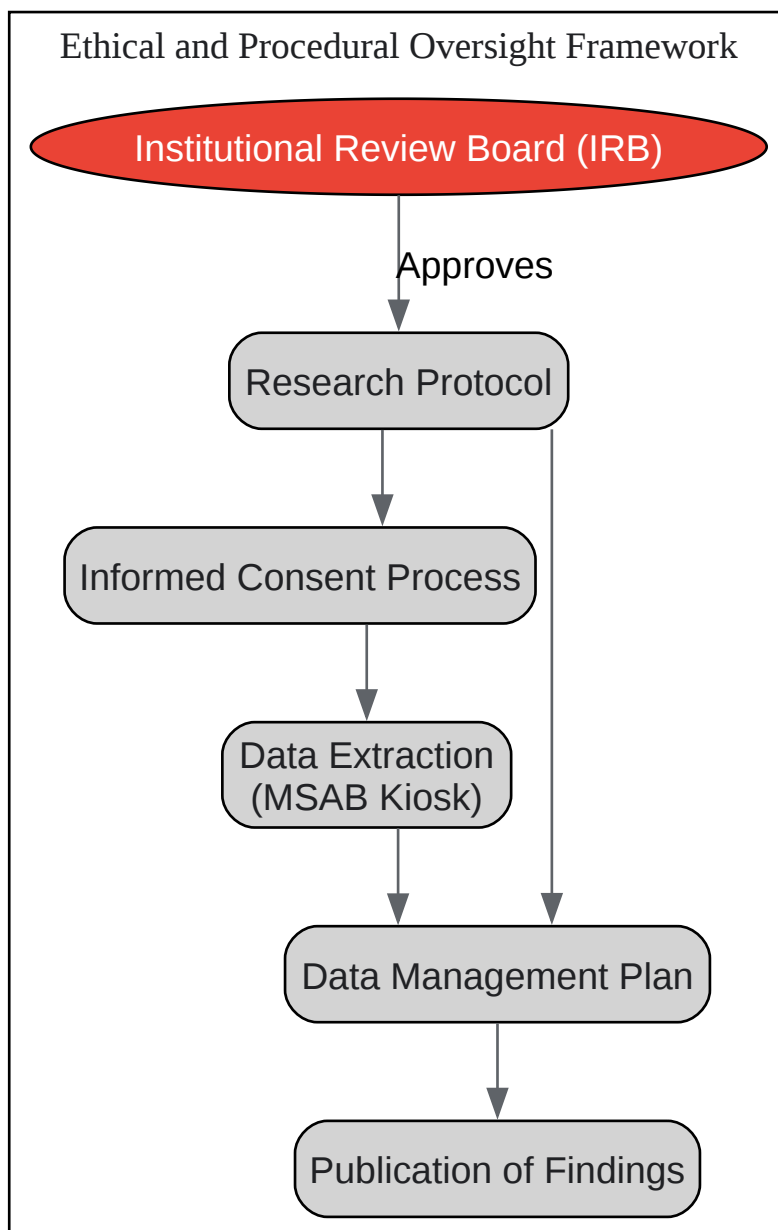 Ethical and Procedural Oversight Framework
Institutional Review Board (IRB)
Approves
Research Protocol
Informed Consent Process
Data Extraction
(MSAB Kiosk)
Data Management Plan
Publication of Findings